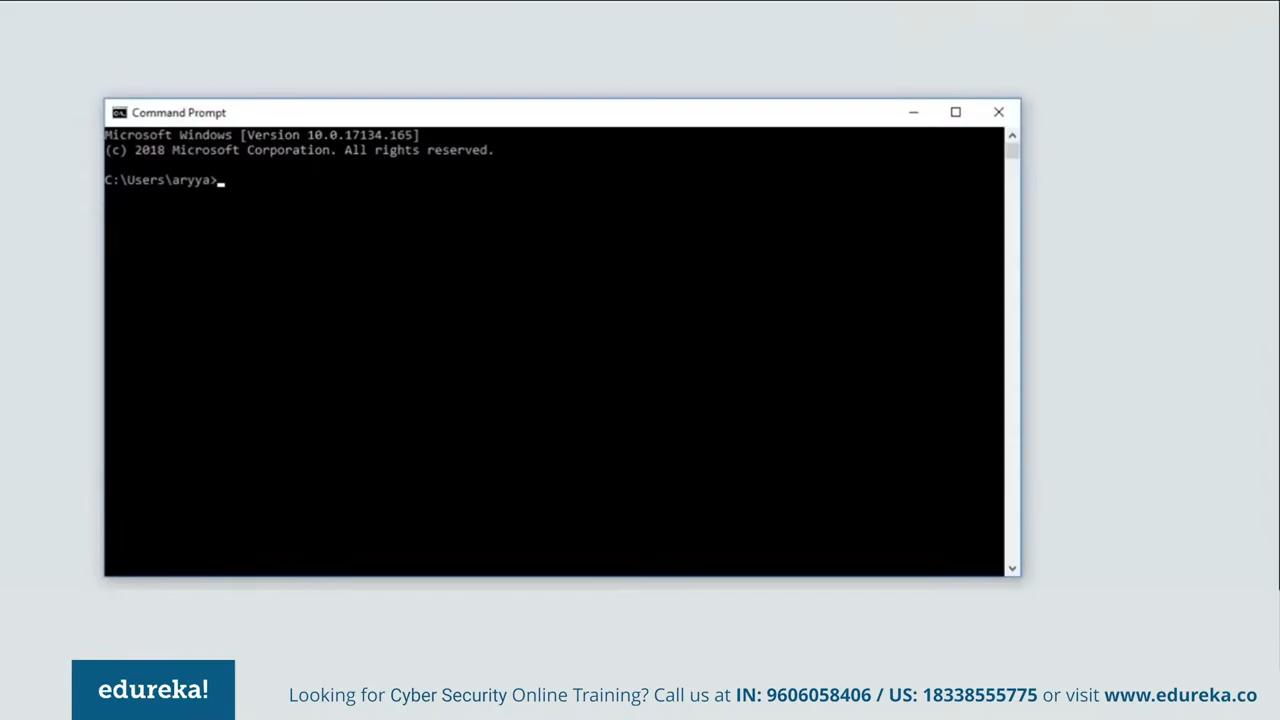 Command Prompt
Microsoft Windows [Version 10.0.17134.165]
(c) 2018 Microsoft Corporation. All rights reserved.
C:\Users\aryya>
edureka!
Looking for Cyber Security Online Training? Call us at IN: 9606058406 / US: 18338555775 or visit www.edureka.co